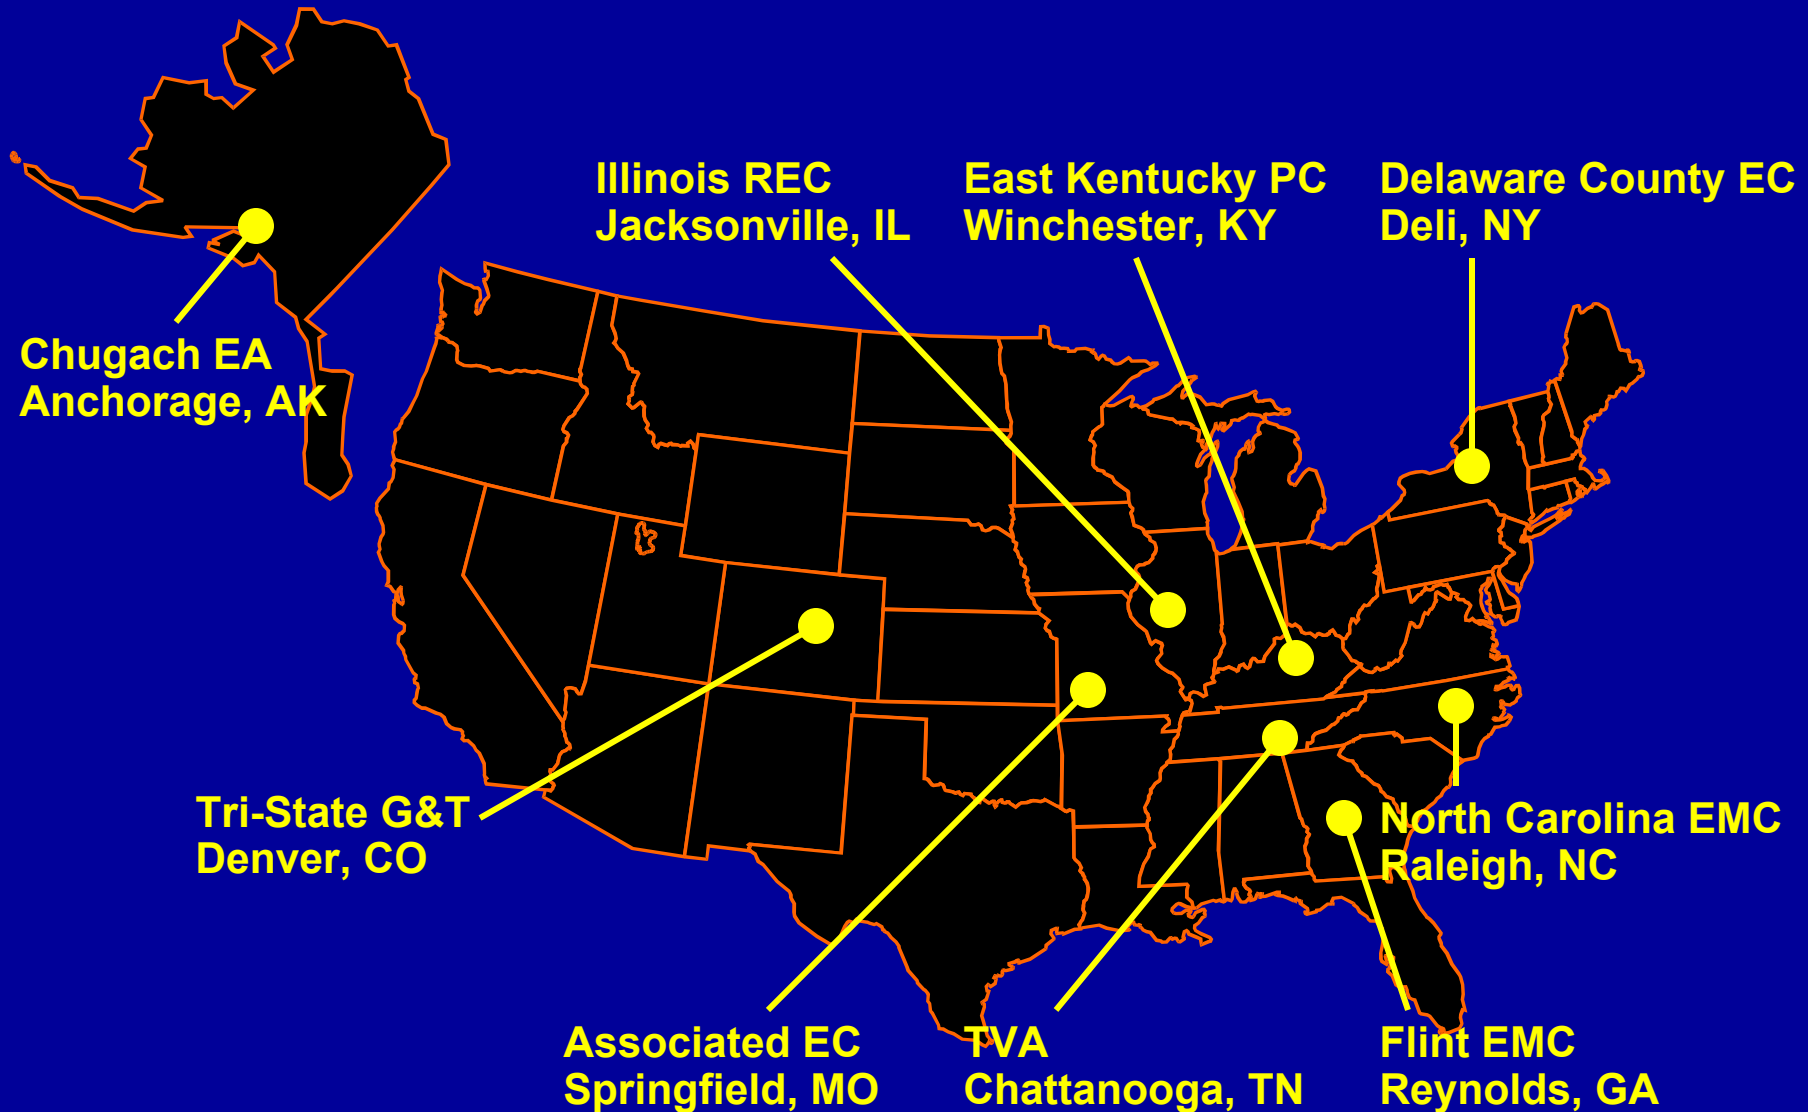 Illinois REC
Jacksonville, IL
East Kentucky PC
Winchester, KY
Delaware County EC
Deli, NY
Chugach EA
Anchorage, AK
Tri-State G&T
Denver, CO
North Carolina EMC
Raleigh, NC
Associated EC
Springfield, MO
TVA
Chattanooga, TN
Flint EMC
Reynolds, GA